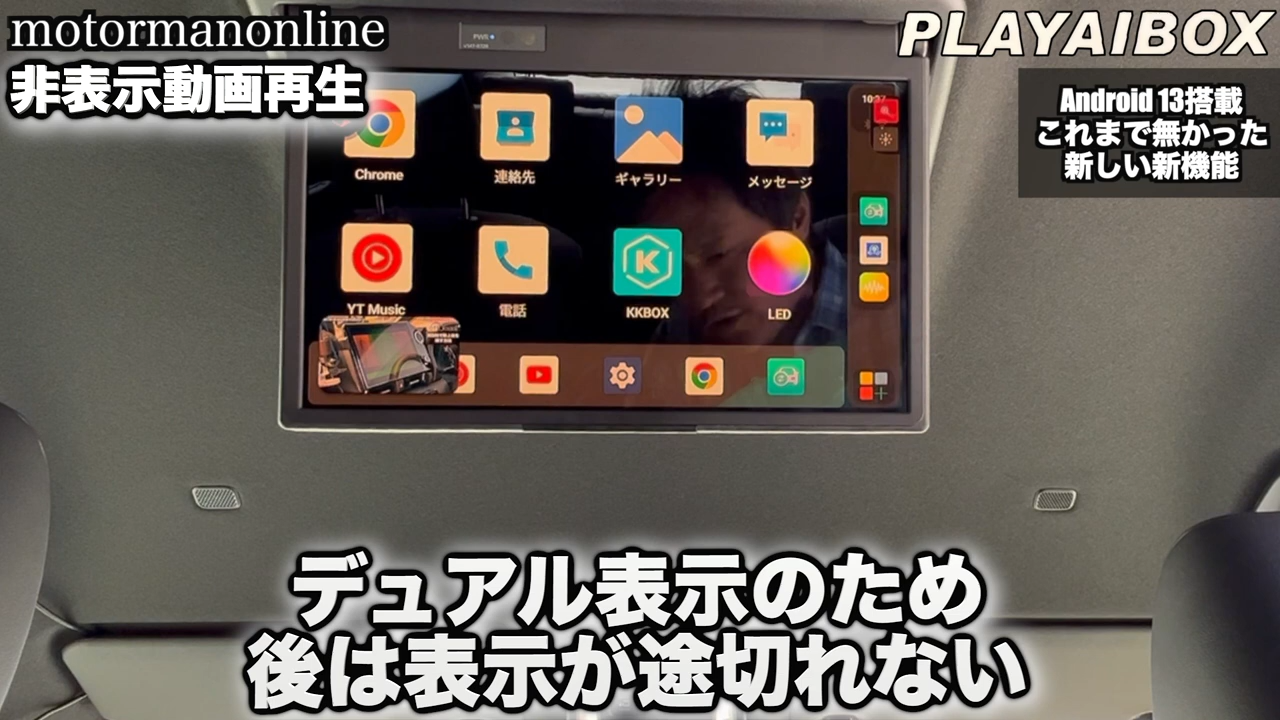 motormanonline
非表示動画再生
PLAYAIBOX
Android 13搭載
これまで無かった
新しい新機能
PWR
Chrome
連絡先
ギャラリー
メッセージ
YT Music
電話
KKBOX
LED
デュアル表示のため
後は表示が途切れない